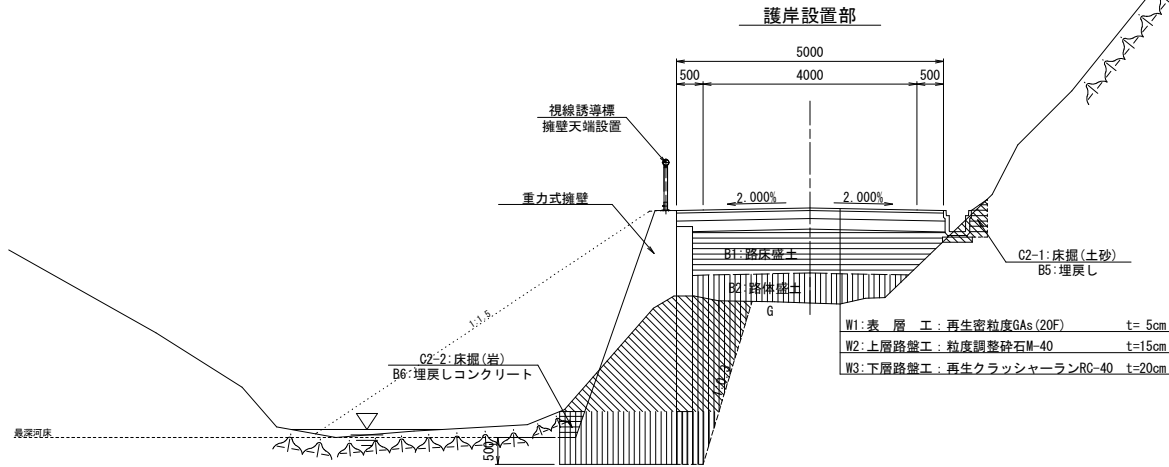 護岸設置部
5000
500 4000 500
視線誘導標
擁壁天端設置
重力式擁壁
2.000% 2.000%
B1:路床盛土
C2-1:床掘(土砂)
B5:埋戻し
B2:路体盛土
G
1:1.5
W1:表 層 工:再生密粒度GAs(20F) t= 5cm
W2:上層路盤工:粒度調整砕石M-40 t=15cm
W3:下層路盤工:再生クラッシャーランRC-40 t=20cm
C2-2:床掘(岩)
B6:埋戻しコンクリート
1:0.3
最深河床
500